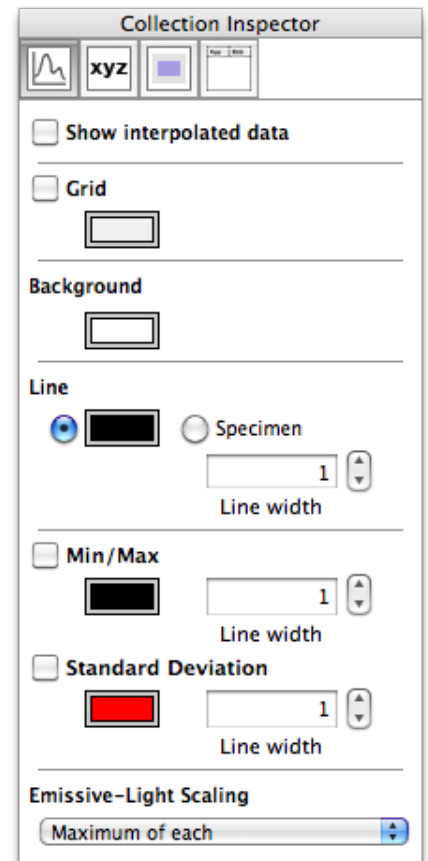 Collection Inspector
xyz
Show interpolated data
Grid
Background
Line
Specimen
1
Line width
Min/Max
1
Line width
Standard Deviation
1
Line width
Emissive-Light Scaling
Maximum of each